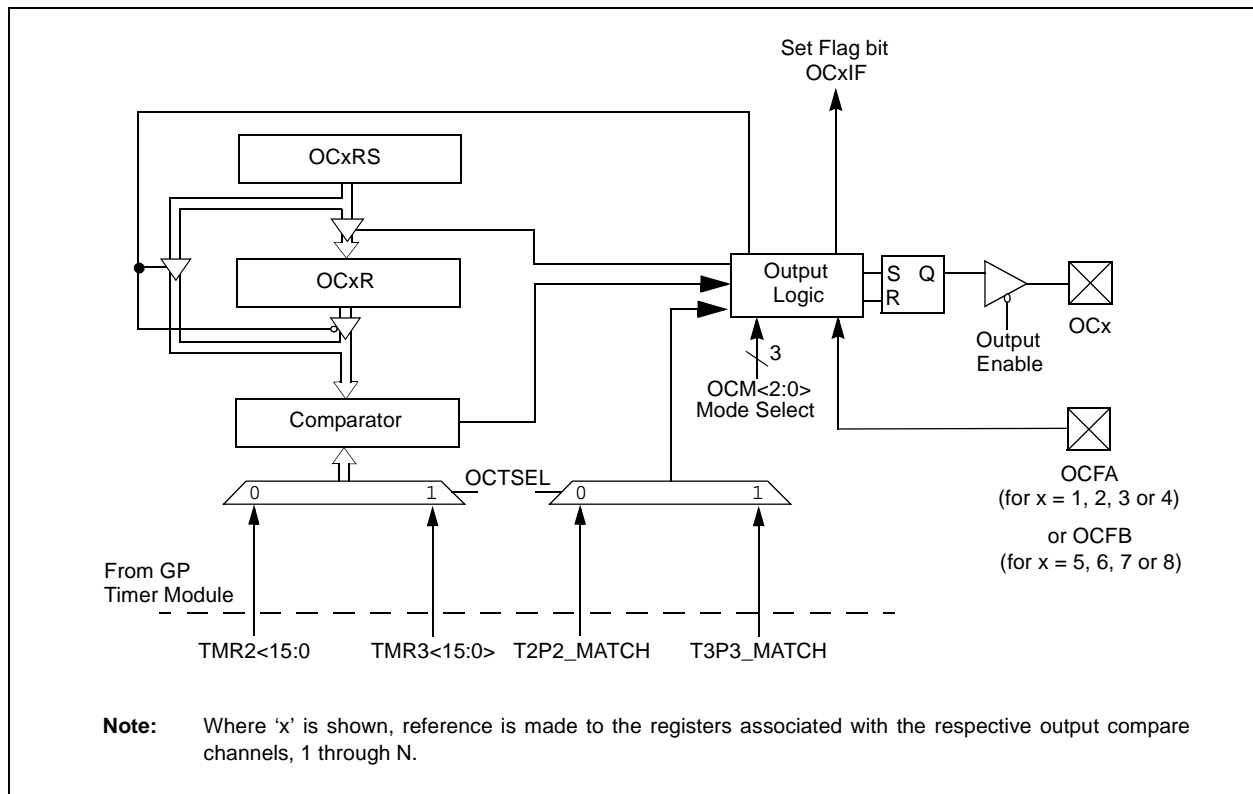 Set Flag bit
OCxIF
OCxRS
OCxR
Output
Logic
S Q
R
OCx
Output
Enable
3
OCM<2:0>
Mode Select
Comparator
OCTSEL
0 1
0 1
OCFA
(for x = 1, 2, 3 or 4)
or OCFB
(for x = 5, 6, 7 or 8)
From GP
Timer Module
TMR2<15:0
TMR3<15:0>
T2P2_MATCH
T3P3_MATCH
Note: Where ‘x’ is shown, reference is made to the registers associated with the respective output compare
channels, 1 through N.